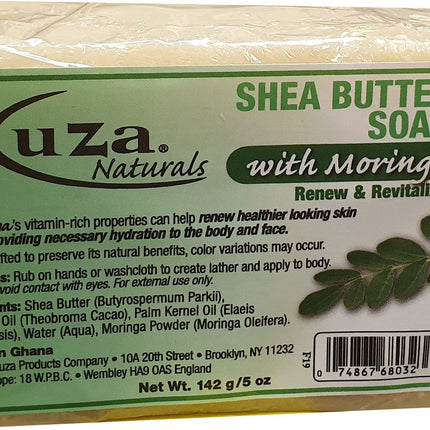 uza®
Naturals
SHEA BUTTE
SOA
with Moring
Renew & Revitali
's vitamin-rich properties can help renew healthier looking skin
oviding necessary hydration to the body and face.
fted to preserve its natural benefits, color variations may occur.
s: Rub on hands or washcloth to create lather and apply to body.
void contact with eyes. For external use only.
nts: Shea Butter (Butyrospermum Parkii),
Oil (Theobroma Cacao), Palm Kernel Oil (Elaeis
sis), Water (Aqua), Moringa Powder (Moringa Oleifera).
n Ghana
uza Products Company • 10A 20th Street • Brooklyn, NY 11232
ope: 18 W.P.B.C. • Wembley HA9 0AS England
Net Wt. 142 g/5 oz
F19
0 74867 68032